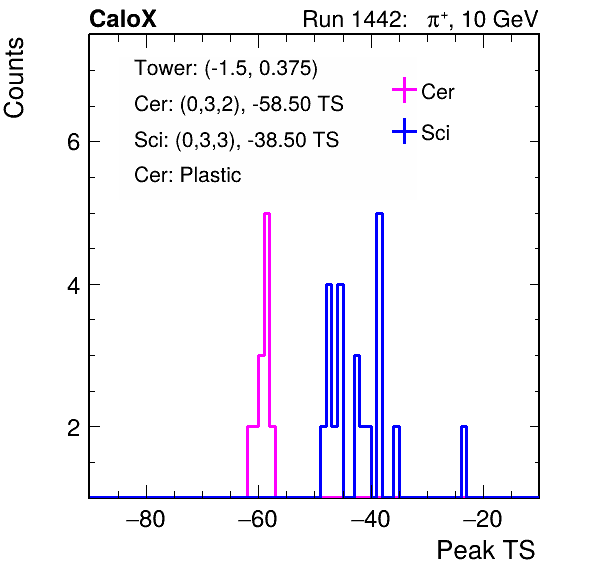 CaloX Run 1442: π⁺, 10 GeV
Counts
Tower: (-1.5, 0.375)
Cer: (0,3,2), -58.50 TS
Sci: (0,3,3), -38.50 TS
Cer: Plastic
Cer
Sci
6
4
2
−80 −60 −40 −20
Peak TS